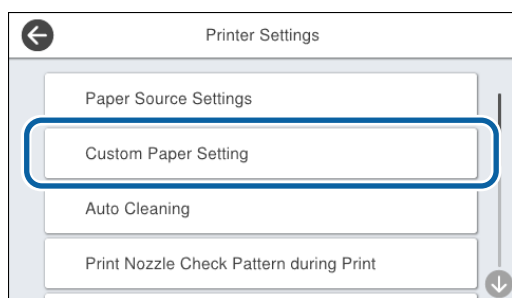 Printer Settings
Paper Source Settings
Custom Paper Setting
Auto Cleaning
Print Nozzle Check Pattern during Print